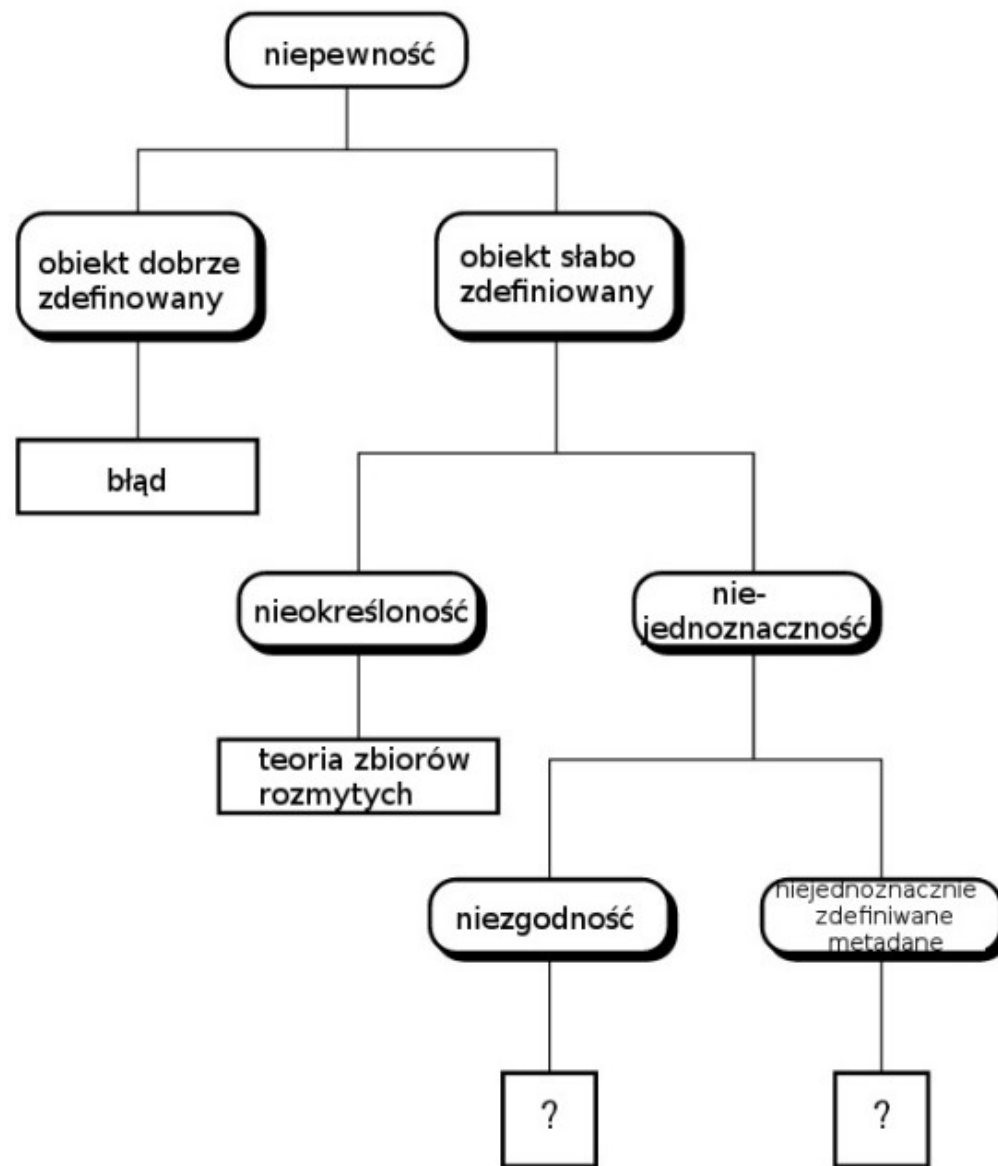 niepewność
obiekt dobrze
zdefinowany
obiekt słabo
zdefiniowany
błąd
nieokreśloność
nie-
jednoznaczność
teoria zbiorów
rozmytych
niezgodność
niejednoznacznie
zdefiniwane
metadane
?
?